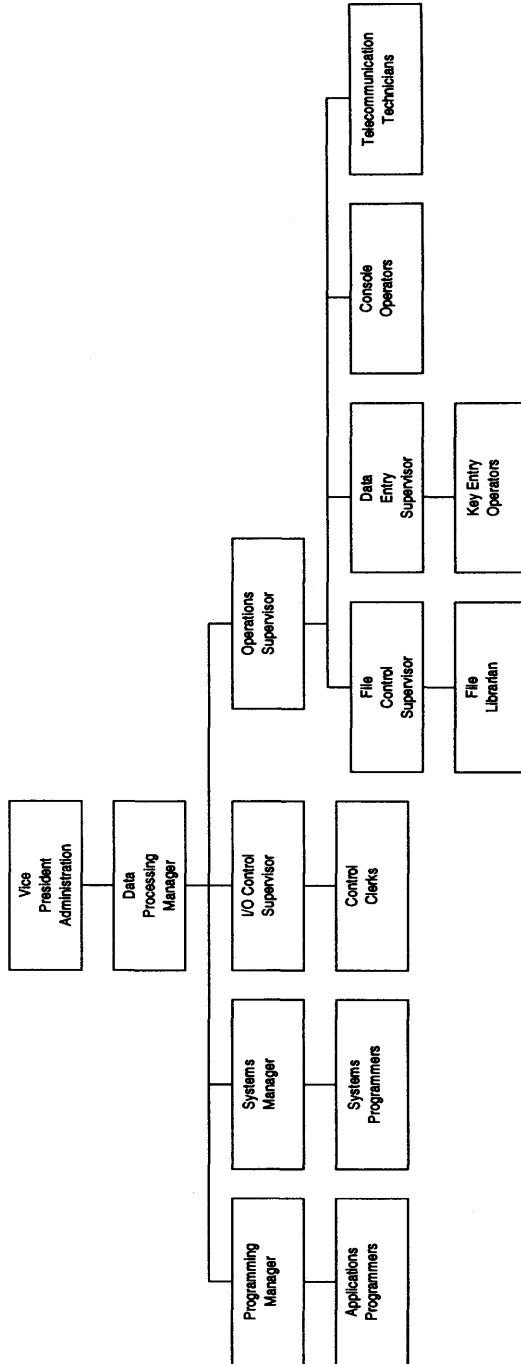 Vice
President
Administration
Data
Processing
Manager
Programming
Manager
Systems
Manager
I/O Control
Supervisor
Operations
Supervisor
Applications
Programmers
Systems
Programmers
Control
Clerks
File
Control
Supervisor
Data
Entry
Supervisor
Console
Operators
Telecommunication
Technicians
File
Librarian
Key Entry
Operators